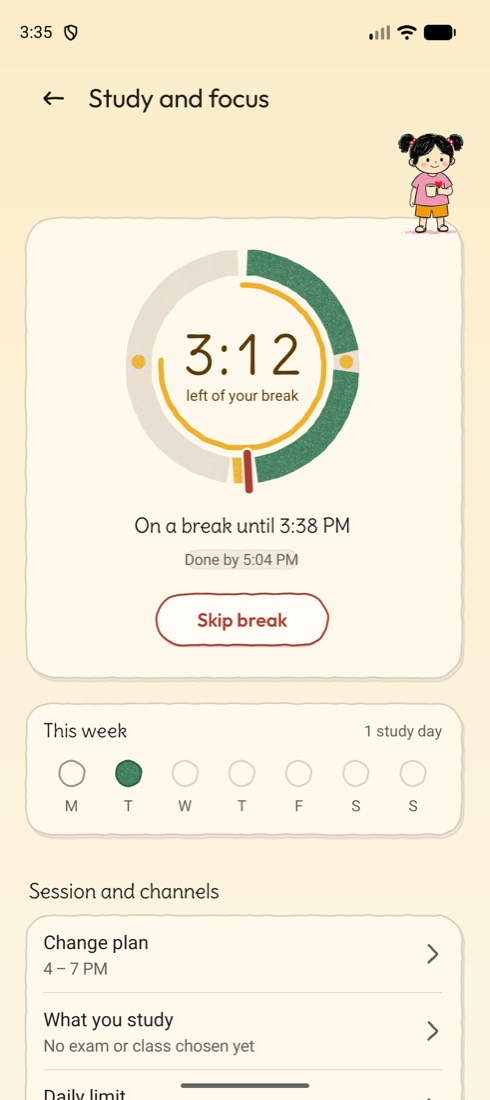 3:35
Study and focus
3:12
left of your break
On a break until 3:38 PM
Done by 5:04 PM
Skip break
This week
1 study day
M T W T F S S
Session and channels
Change plan
4 – 7 PM
What you study
No exam or class chosen yet
Daily limit